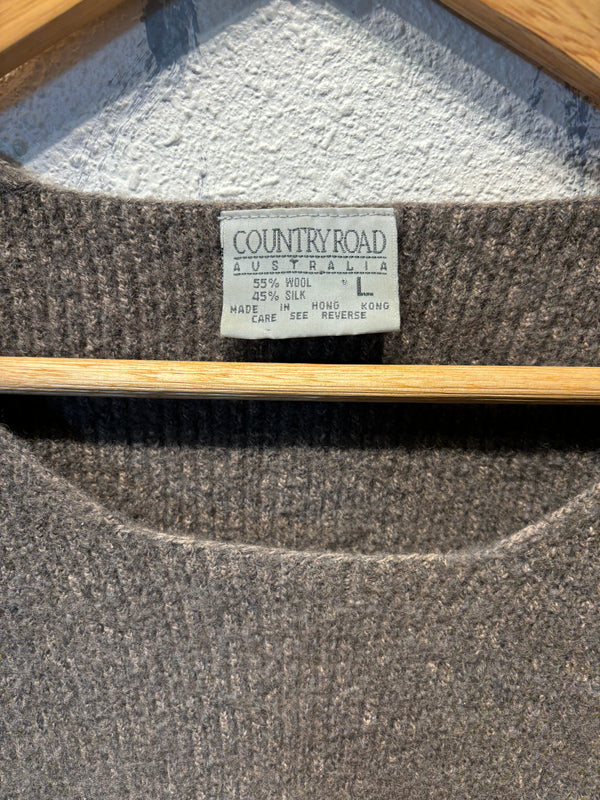 COUNTRY ROAD
AUSTRALIA
55% WOOL L
45% SILK
MADE IN HONG KONG
CARE SEE REVERSE